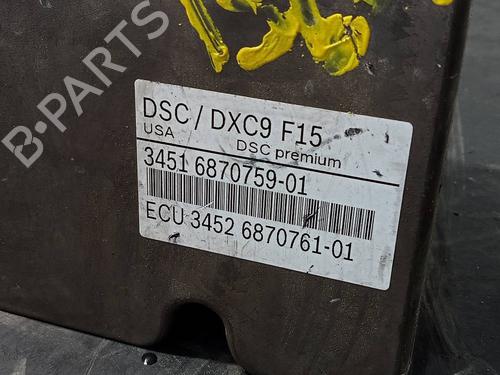 B-PARTS
DSC / DXC9 F15
USA DSC premium
3451 6870759-01
ECU 3452 6870761-01